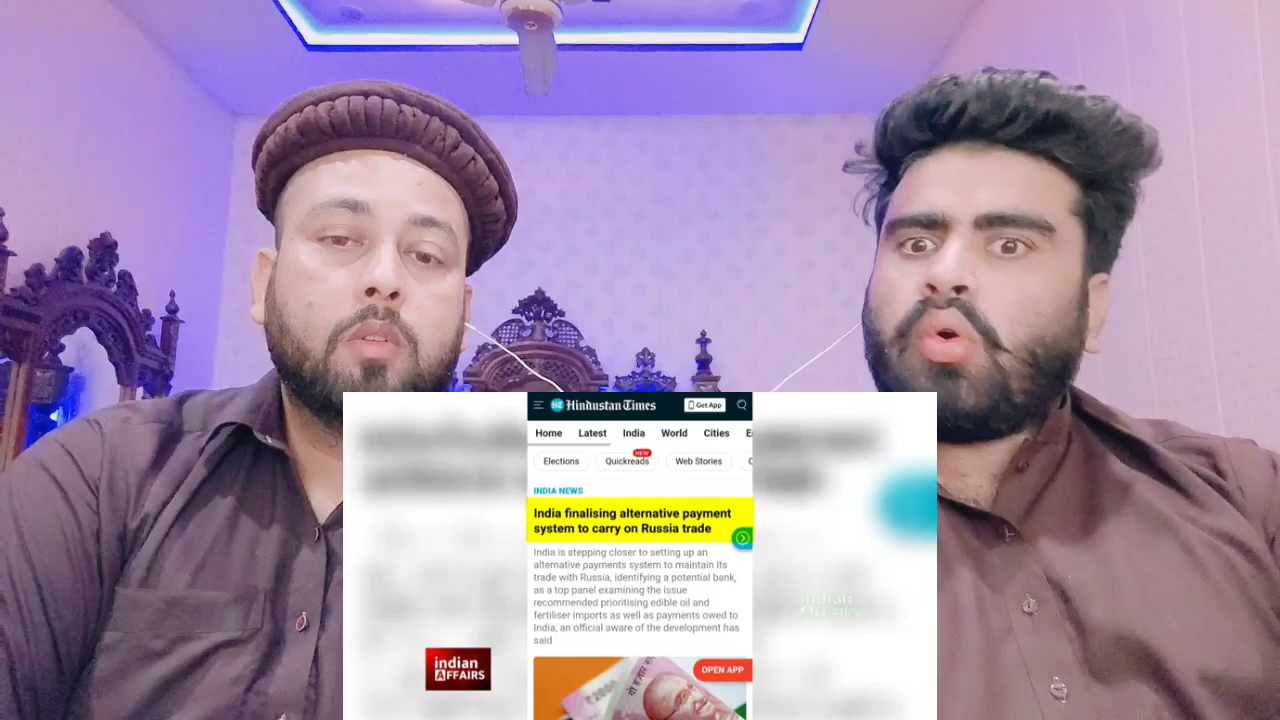 ht Hindustan Times
Get App
Home Latest India World Cities
NEW
Elections Quickreads Web Stories
INDIA NEWS
India finalising alternative payment
system to carry on Russia trade
India is stepping closer to setting up an
alternative payments system to maintain its
trade with Russia, identifying a potential bank,
as a top panel examining the issue
recommended prioritising edible oil and
fertiliser imports as well as payments owed to
India, an official aware of the development has
said
indian
AFFAIRS
indian
AFFAIRS
OPEN APP